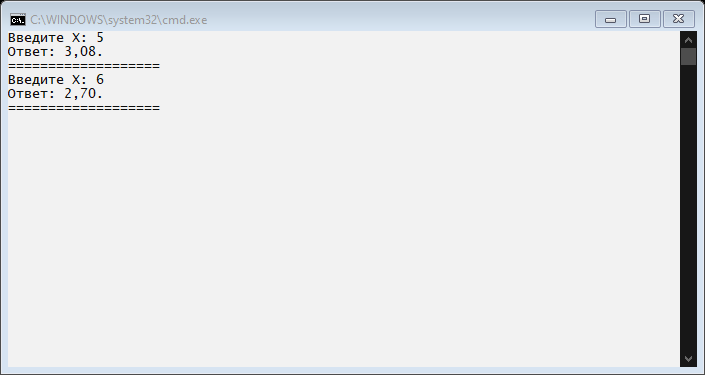 C:\WINDOWS\system32\cmd.exe
Введите X: 5
Ответ: 3,08.
===================
Введите X: 6
Ответ: 2,70.
===================